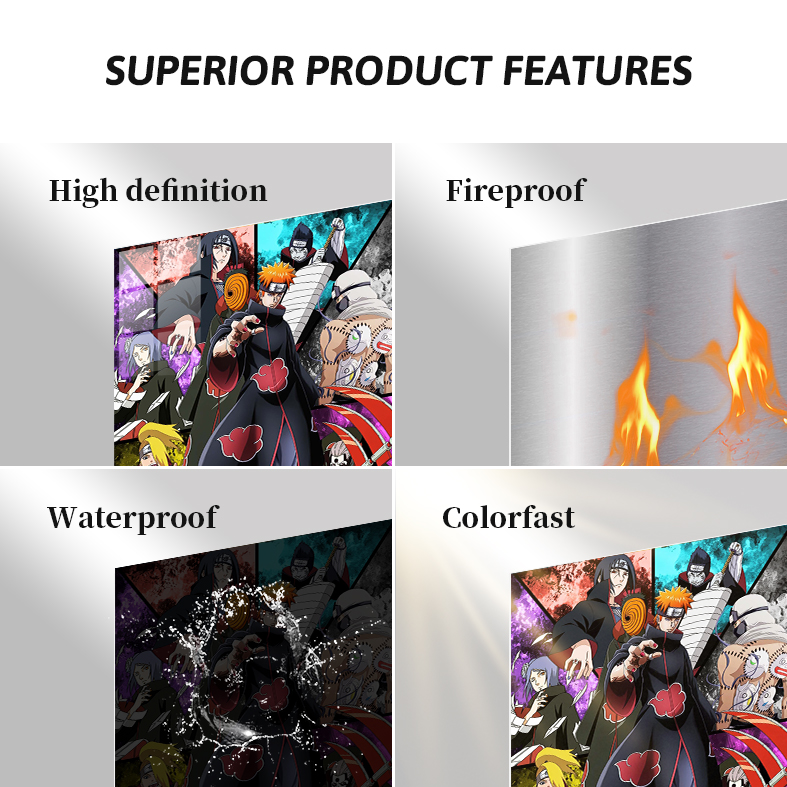 SUPERIOR PRODUCT FEATURES
High definition
Fireproof
Waterproof
Colorfast